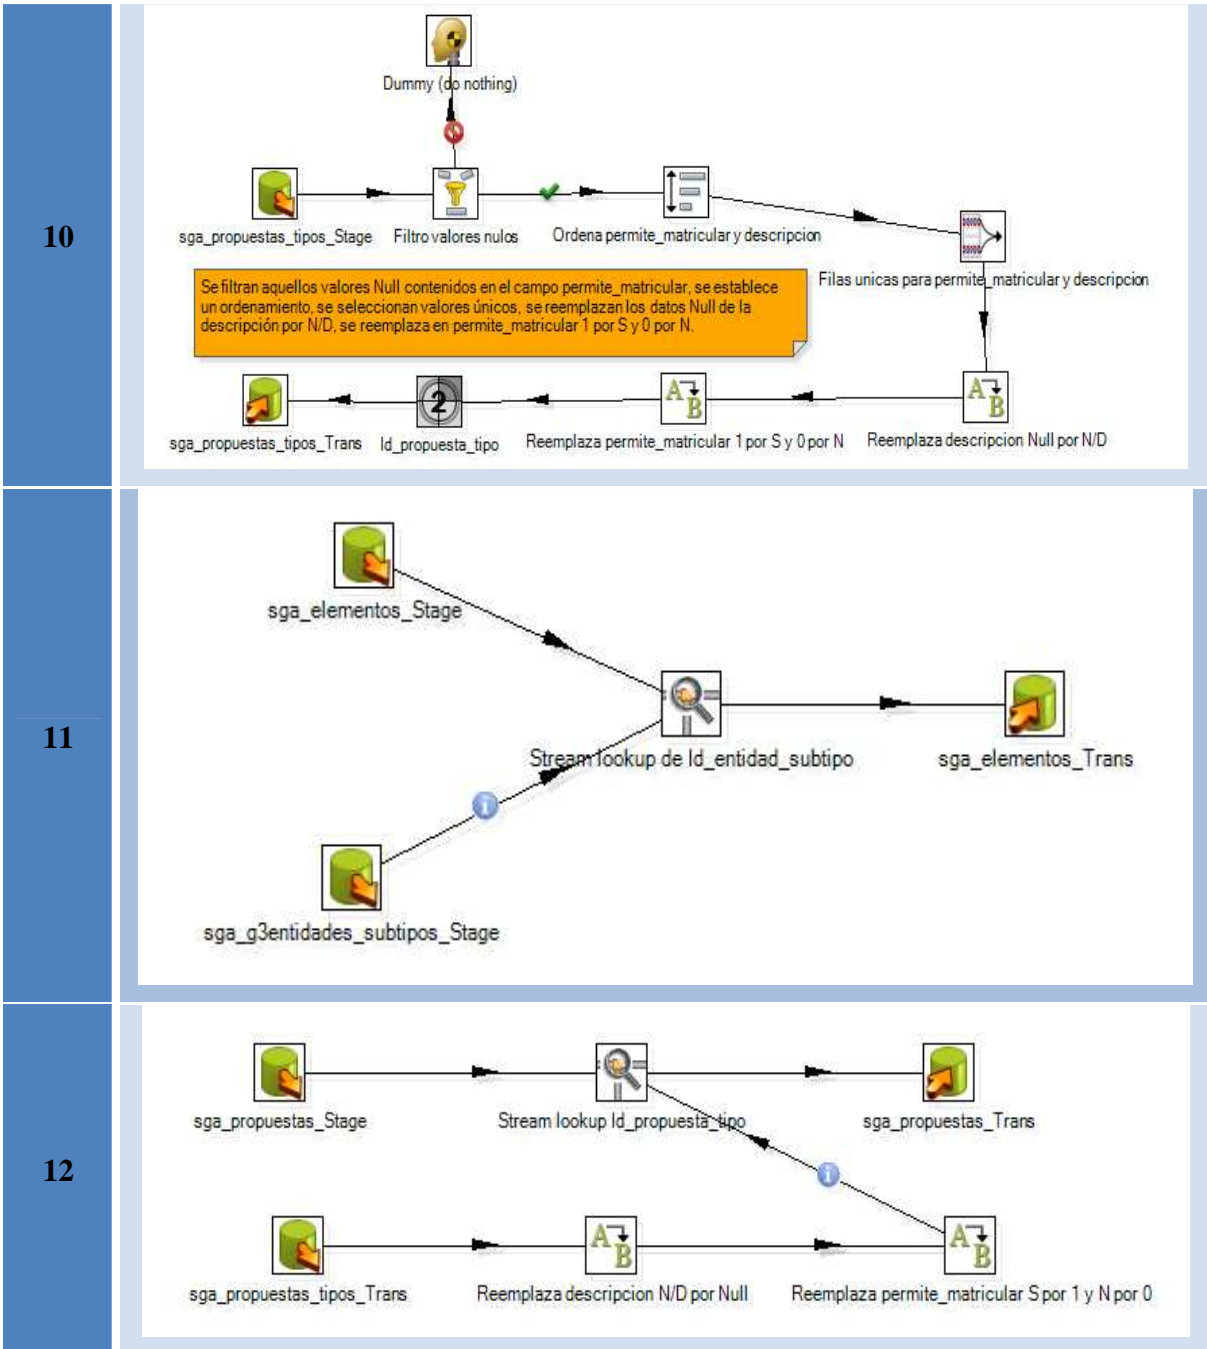 10
Dummy (do nothing)
sga_propuestas_tipos_Stage
Filtro valores nulos
Ordena permite_matricular y descripcion
Filas unicas para permite_matricular y descripcion
Se filtran aquellos valores Null contenidos en el campo permite_matricular, se establece
un ordenamiento, se seleccionan valores únicos, se reemplazan los datos Null de la
descripción por N/D, se reemplaza en permite_matricular 1 por S y 0 por N.
sga_propuestas_tipos_Trans
2
Id_propuesta_tipo
A B
Reemplaza permite_matricular 1 por S y 0 por N
A B
Reemplaza descripcion Null por N/D
11
sga_elementos_Stage
Stream lookup de Id_entidad_subtipo
sga_elementos_Trans
i
sga_g3entidades_subtipos_Stage
12
sga_propuestas_Stage
Stream lookup Id_propuesta_tipo
sga_propuestas_Trans
i
sga_propuestas_tipos_Trans
A B
Reemplaza descripcion N/D por Null
A B
Reemplaza permite_matricular S por 1 y N por 0